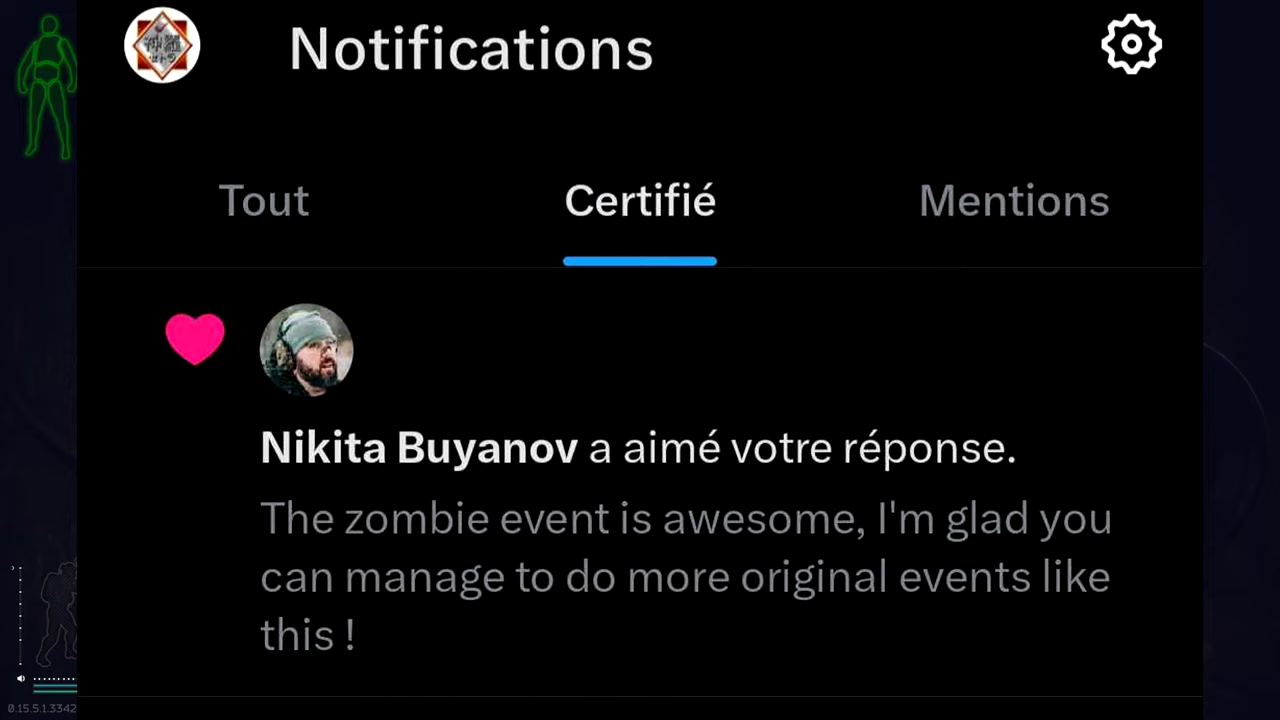 Notifications
Tout
Certifié
Mentions
Nikita Buyanov a aimé votre réponse.
The zombie event is awesome, I'm glad you
can manage to do more original events like
this !
0.15.5.1.3342